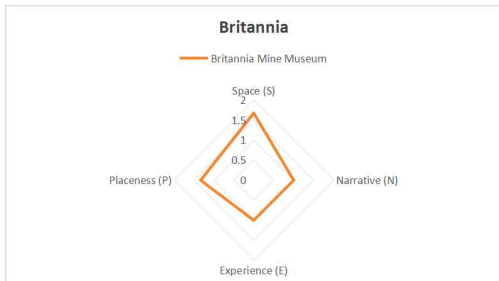 Britannia
Britannia Mine Museum
Space (S)
2
1.5
1
0.5
0
Placeness (P)
Narrative (N)
Experience (E)